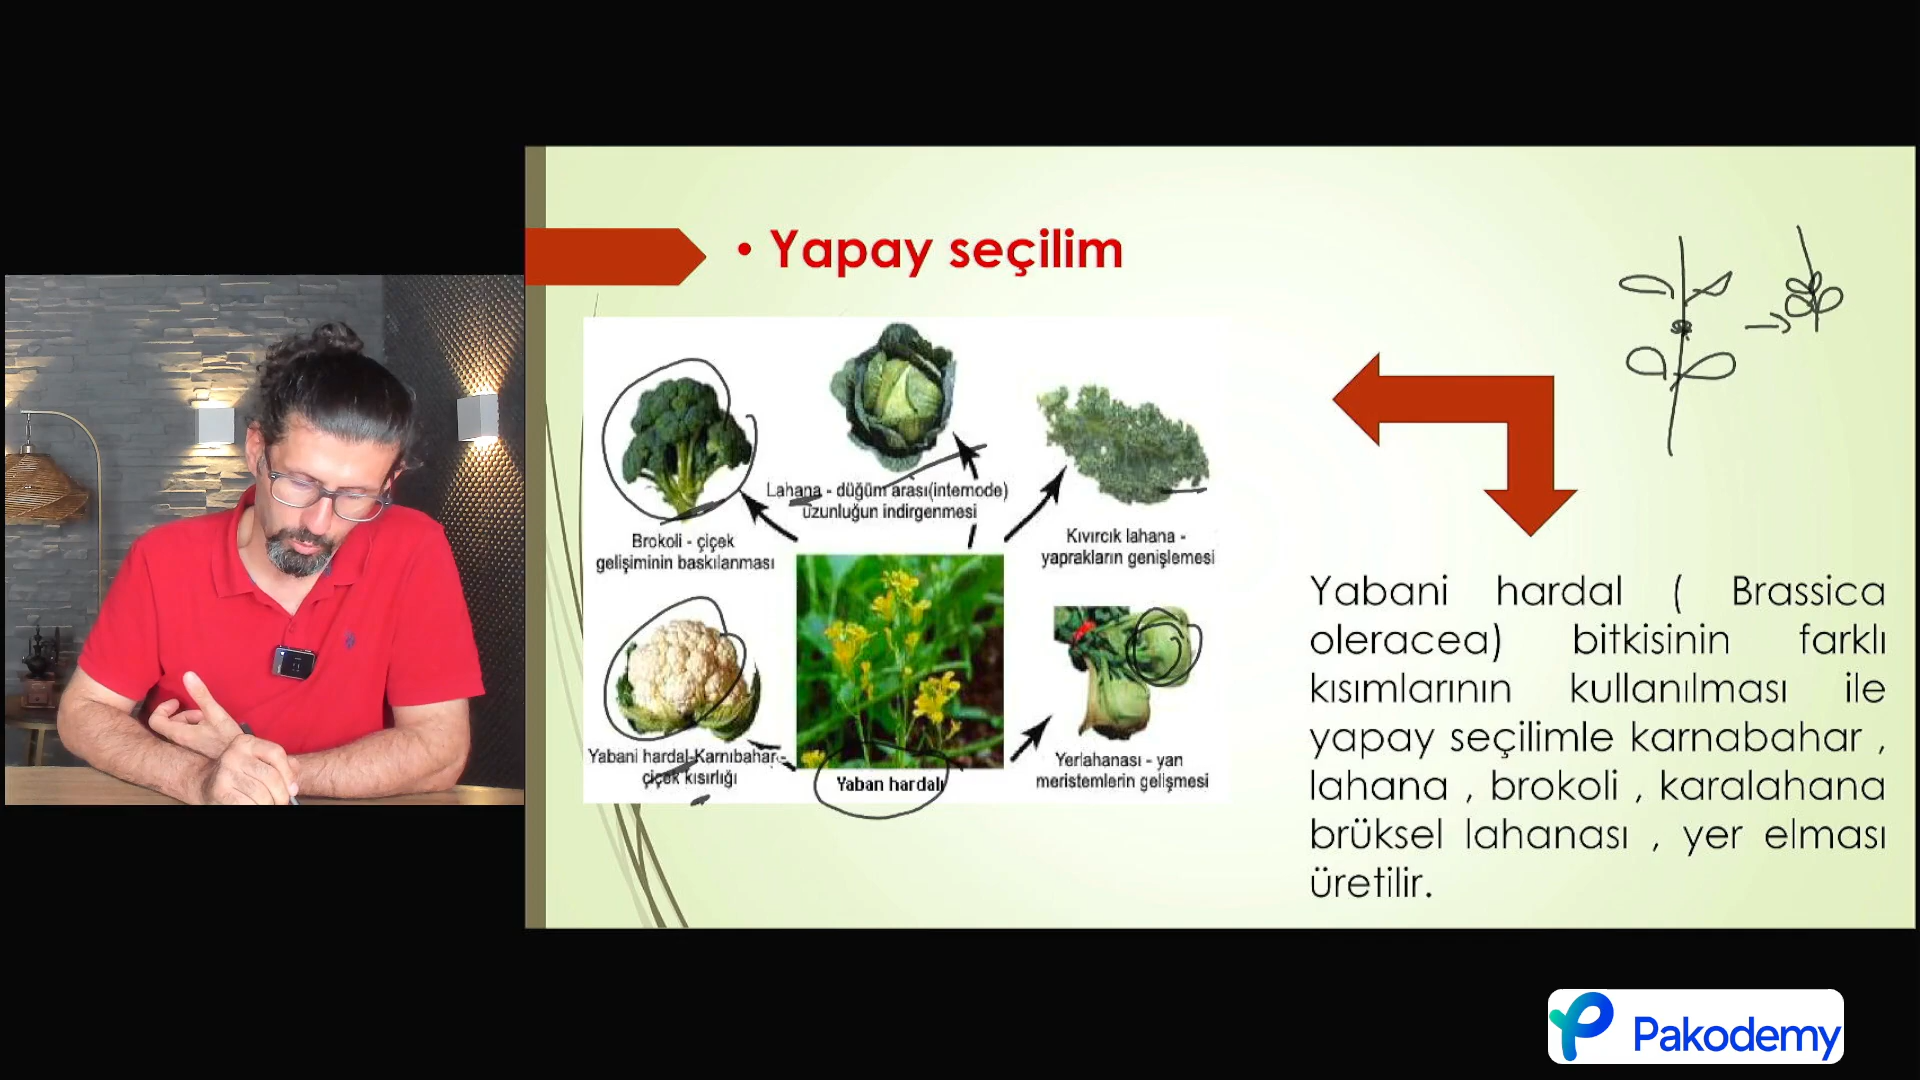 • Yapay seçilim
Lahana - düğüm arası(internode)
uzunluğun indirgenmesi
Brokoli - çiçek
gelişiminin baskılanması
Kıvırcık lahana -
yaprakların genişlemesi
Yabani hardal-Karnıbahar-
çiçek kısırlığı
Yaban hardalı
Yerlahanası - yan
meristemlerin gelişmesi
Yabani hardal ( Brassica
oleracea) bitkisinin farklı
kısımlarının kullanılması ile
yapay seçilimle karnabahar ,
lahana , brokoli , karalahana
brüksel lahanası , yer elması
üretilir.
Pakodemy